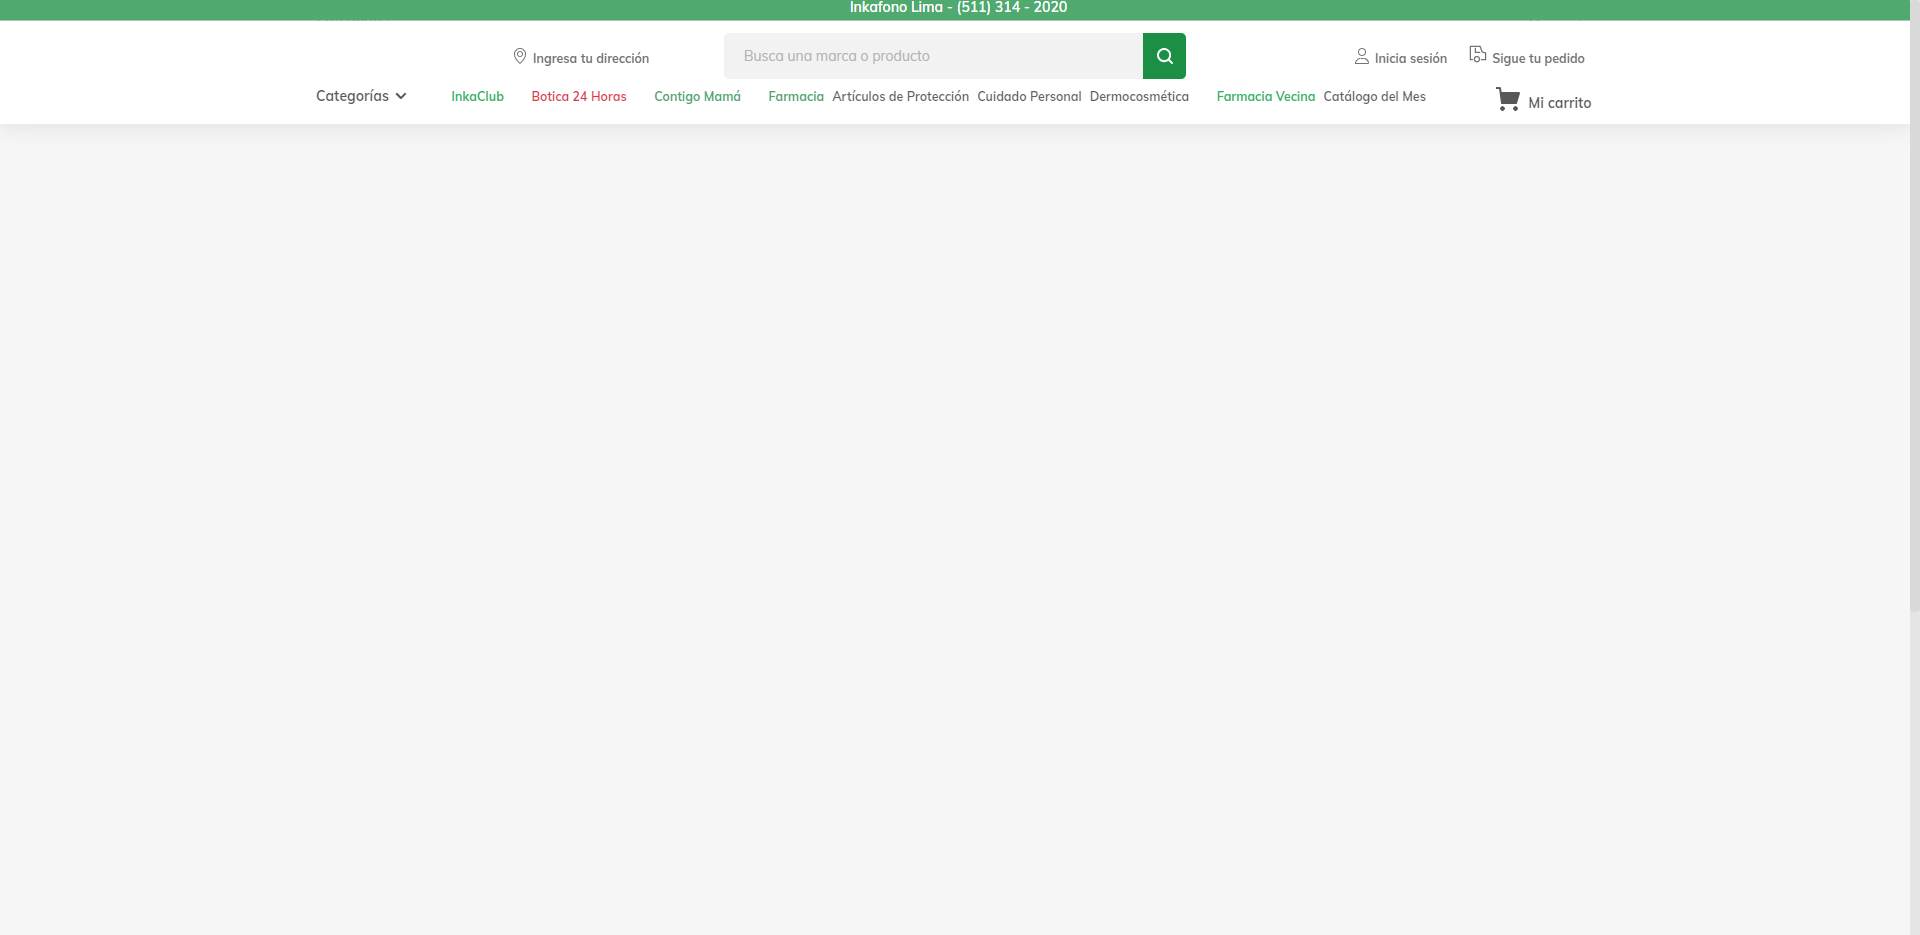 Inkafono Lima - (511) 314 - 2020
Ingresa tu dirección
Busca una marca o producto
Inicia sesión
Sigue tu pedido
Categorías
InkaClub
Botica 24 Horas
Contigo Mamá
Farmacia
Artículos de Protección
Cuidado Personal
Dermocosmética
Farmacia Vecina
Catálogo del Mes
Mi carrito